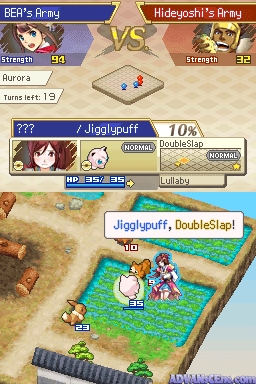 BEA's Army
Hideyoshi's Army
VS
Strength 94
Strength 32
Aurora
Turns left: 19
??? / Jigglypuff
10%
DoubleSlap
NORMAL
NORMAL
HP 35/ 35
Lullaby
Jigglypuff, DoubleSlap!
10
5
35
23
ADVANSCEne.com